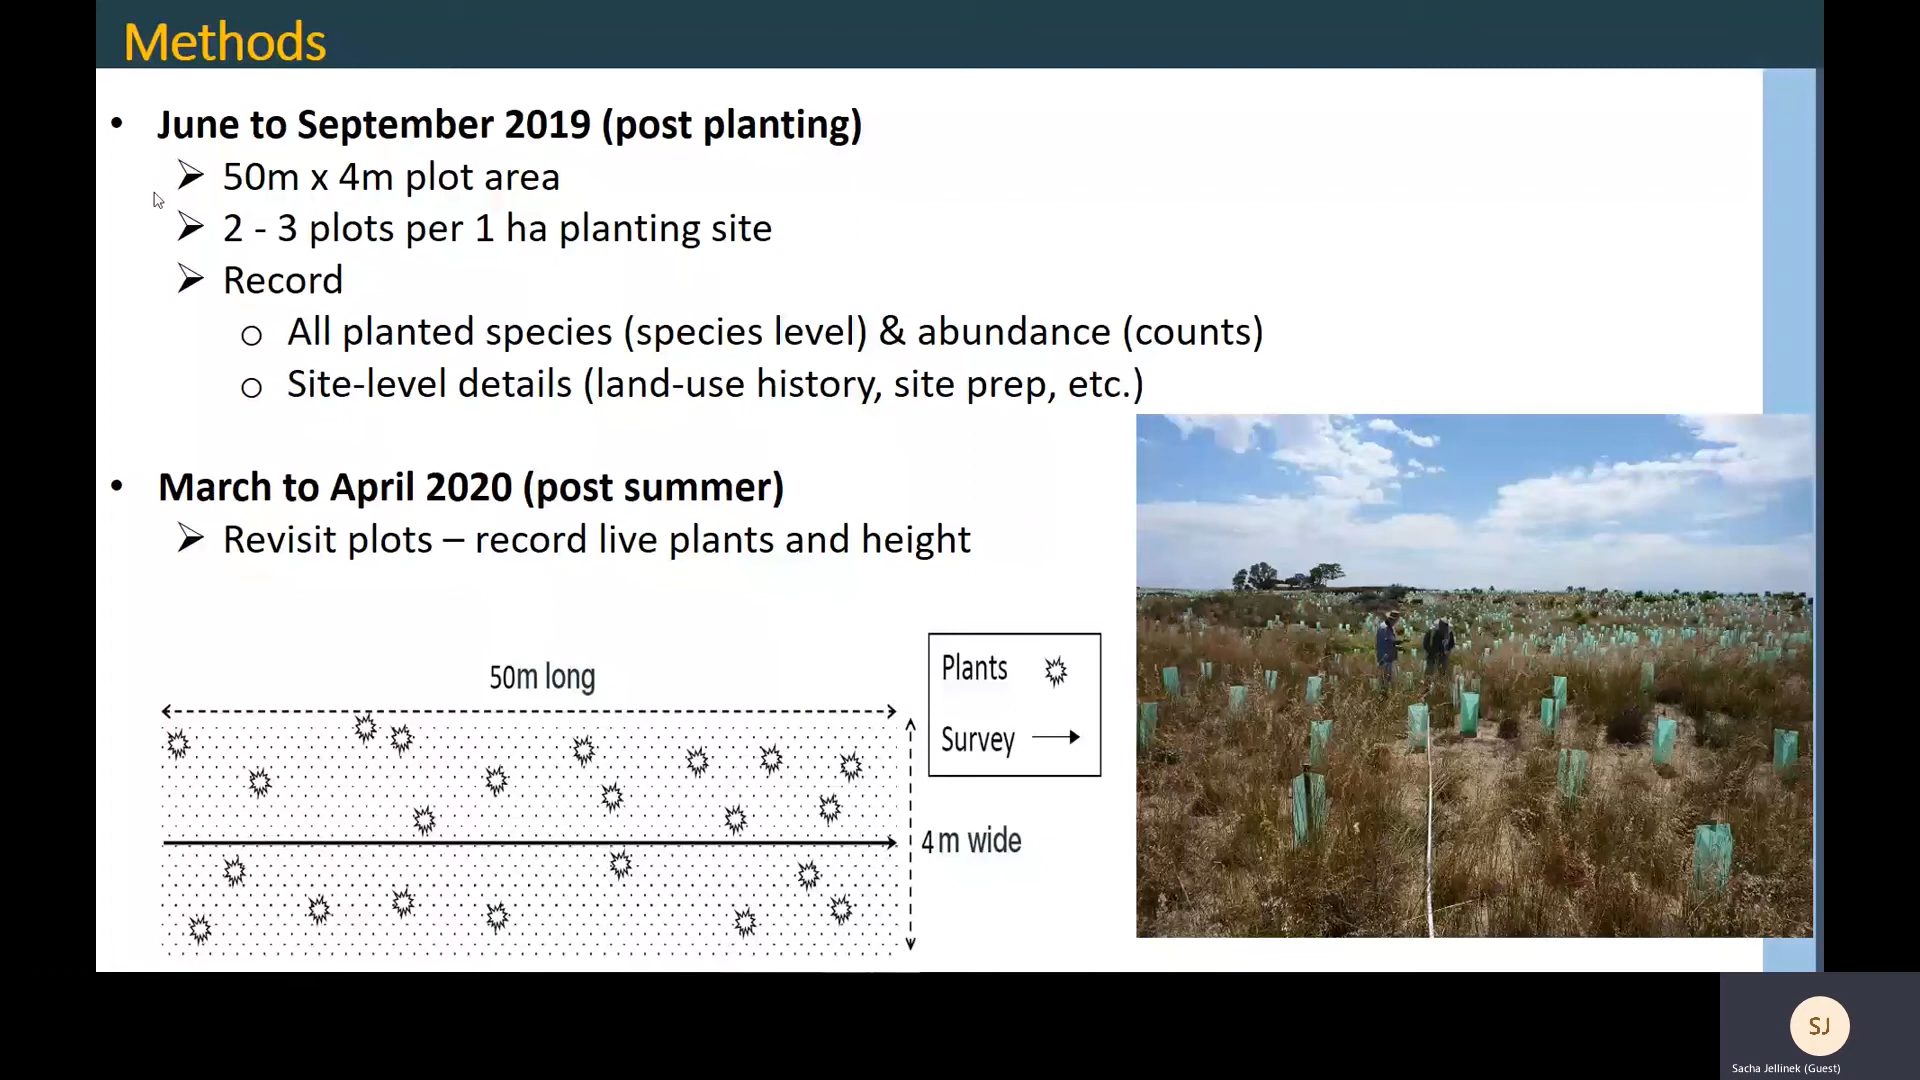 Methods
• June to September 2019 (post planting)
➢ 50m x 4m plot area
➢ 2 - 3 plots per 1 ha planting site
➢ Record
o All planted species (species level) & abundance (counts)
o Site-level details (land-use history, site prep, etc.)
• March to April 2020 (post summer)
➢ Revisit plots – record live plants and height
50m long
Plants
Survey
4m wide
SJ
Sacha Jellinek (Guest)